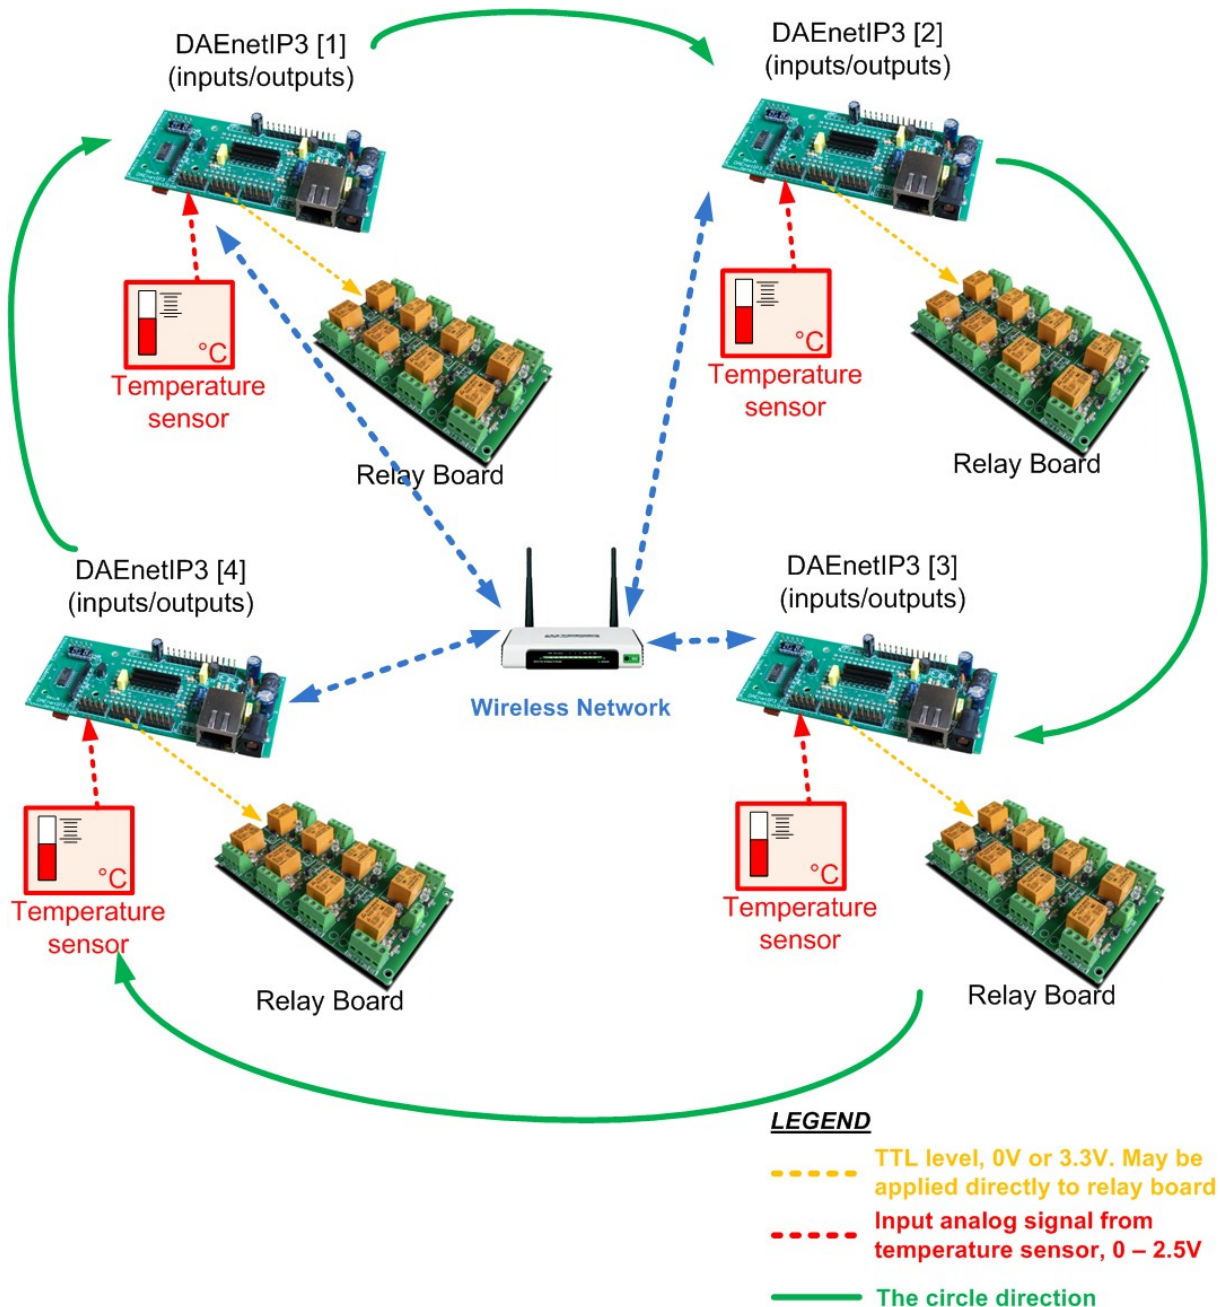 DAEnetIP3 [1]
(inputs/outputs)
DAEnetIP3 [2]
(inputs/outputs)
°C
Temperature
sensor
Relay Board
°C
Temperature
sensor
Relay Board
DAEnetIP3 [4]
(inputs/outputs)
DAEnetIP3 [3]
(inputs/outputs)
Wireless Network
°C
Temperature
sensor
Relay Board
°C
Temperature
sensor
Relay Board
LEGEND
TTL level, 0V or 3.3V. May be
applied directly to relay board
Input analog signal from
temperature sensor, 0 – 2.5V
The circle direction